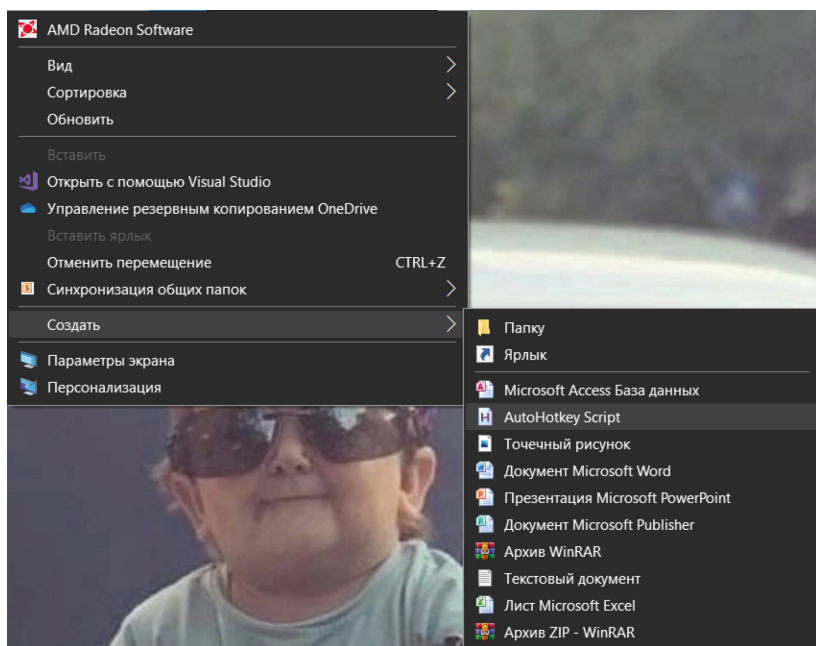 AMD Radeon Software
Вид
Сортировка
Обновить
Вставить
Открыть с помощью Visual Studio
Управление резервным копированием OneDrive
Вставить ярлык
Отменить перемещение CTRL+Z
Синхронизация общих папок
Создать
Параметры экрана
Персонализация
Папку
Ярлык
Microsoft Access База данных
AutoHotkey Script
Точечный рисунок
Документ Microsoft Word
Презентация Microsoft PowerPoint
Документ Microsoft Publisher
Архив WinRAR
Текстовый документ
Лист Microsoft Excel
Архив ZIP - WinRAR